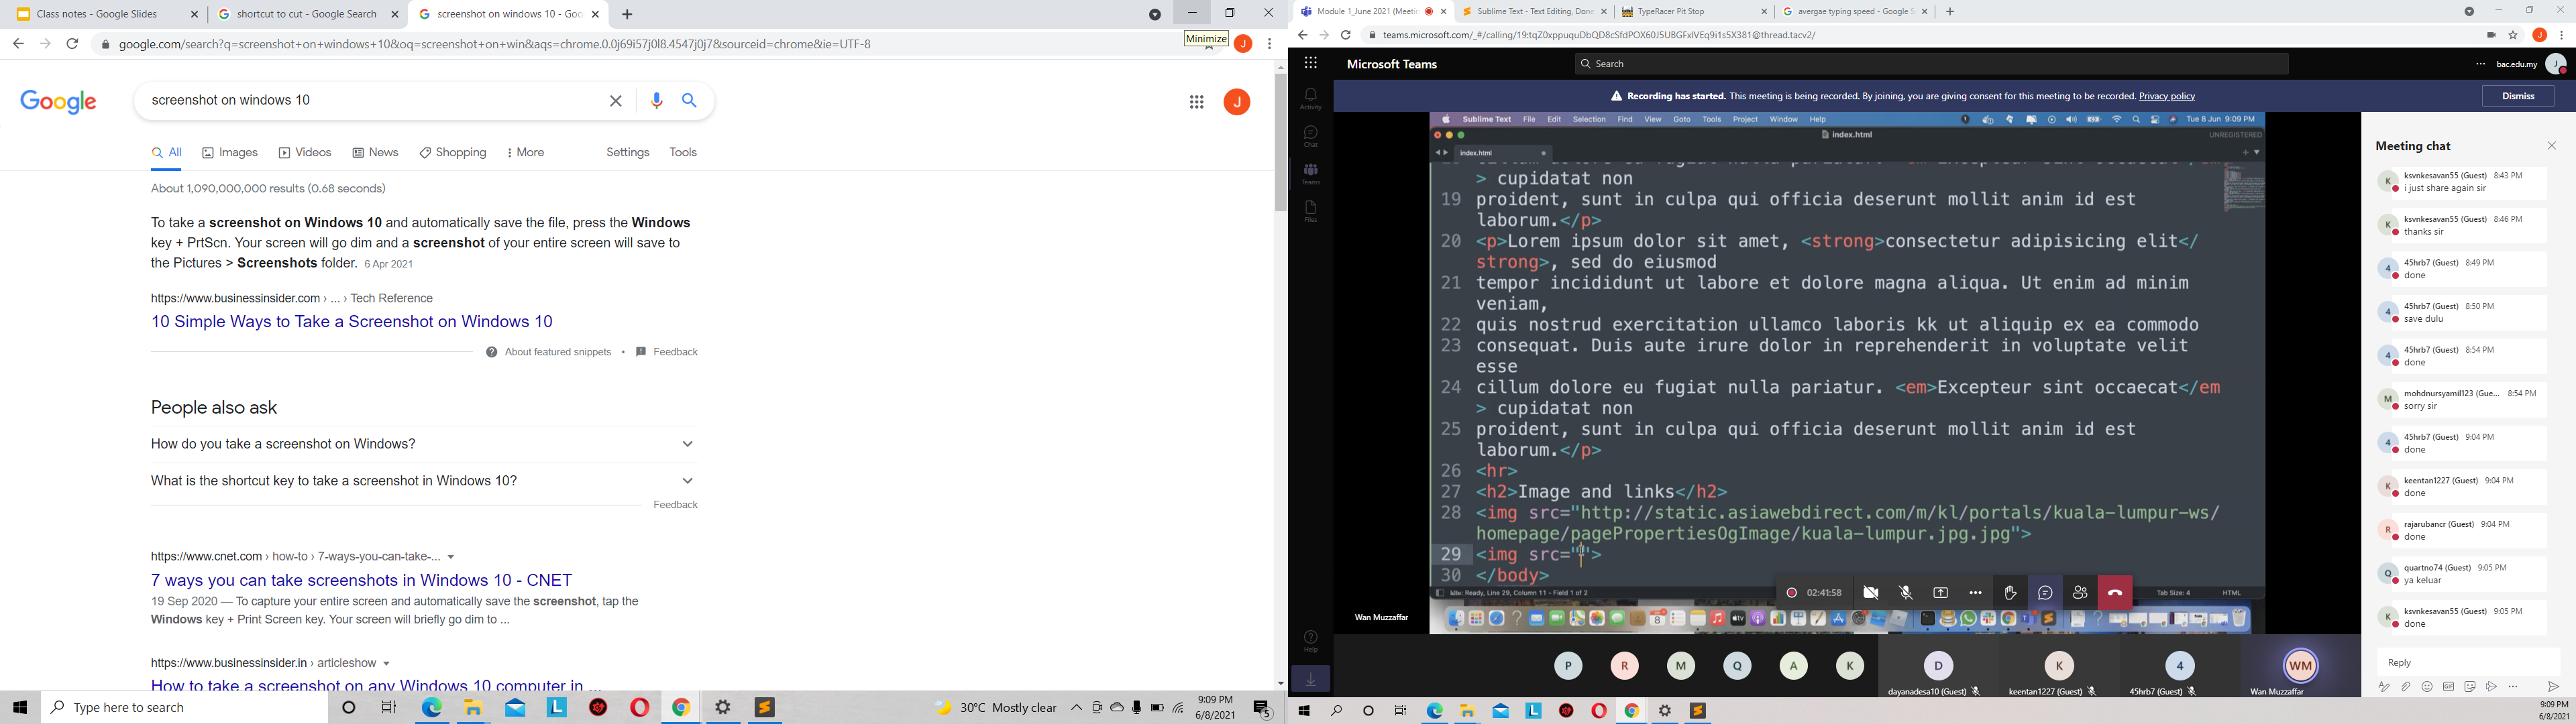 Class notes - Google Slides
shortcut to cut - Google Search
screenshot on windows 10 - Goo
google.com/search?q=screenshot+on+windows+10&oq=screenshot+on+win&aqs=chrome.0.0j69i57j0l8.4547j0j7&sourceid=chrome&ie=UTF-8
Minimize
J
Google
screenshot on windows 10
J
All
Images
Videos
News
Shopping
More
Settings
Tools
About 1,090,000,000 results (0.68 seconds)
To take a screenshot on Windows 10 and automatically save the file, press the Windows
key + PrtScn. Your screen will go dim and a screenshot of your entire screen will save to
the Pictures > Screenshots folder. 6 Apr 2021
https://www.businessinsider.com › ... › Tech Reference
10 Simple Ways to Take a Screenshot on Windows 10
About featured snippets • Feedback
People also ask
How do you take a screenshot on Windows?
What is the shortcut key to take a screenshot in Windows 10?
Feedback
https://www.cnet.com › how-to › 7-ways-you-can-take-...
7 ways you can take screenshots in Windows 10 - CNET
19 Sep 2020 — To capture your entire screen and automatically save the screenshot, tap the
Windows key + Print Screen key. Your screen will briefly go dim to ...
https://www.businessinsider.in › articleshow
How to take a screenshot on any Windows 10 computer in ...
Type here to search
30°C Mostly clear
9:09 PM
6/8/2021
5
Module 1_June 2021 (Meeti
Sublime Text - Text Editing, Done
TypeRacer Pit Stop
avergae typing speed - Google S
Microsoft Teams
Search
bac.edu.my
J
Recording has started. This meeting is being recorded. By joining, you are giving consent for this meeting to be recorded. Privacy policy
Dismiss
Activity
Chat
Teams
Files
Help
Sublime Text File Edit Selection Find View Goto Tools Project Window Help
Tue 8 Jun 9:09 PM
index.html
UNREGISTERED
index.html
> cupidatat non
19 proident, sunt in culpa qui officia deserunt mollit anim id est
laborum.</p>
20 <p>Lorem ipsum dolor sit amet, <strong>consectetur adipisicing elit</
strong>, sed do eiusmod
21 tempor incididunt ut labore et dolore magna aliqua. Ut enim ad minim
veniam,
22 quis nostrud exercitation ullamco laboris kk ut aliquip ex ea commodo
23 consequat. Duis aute irure dolor in reprehenderit in voluptate velit
esse
24 cillum dolore eu fugiat nulla pariatur. <em>Excepteur sint occaecat</em
> cupidatat non
25 proident, sunt in culpa qui officia deserunt mollit anim id est
laborum.</p>
26 <hr>
27 <h2>Image and links</h2>
28 <img src="http://static.asiawebdirect.com/m/kl/portals/kuala-lumpur-ws/
homepage/pagePropertiesOgImage/kuala-lumpur.jpg.jpg">
29 <img src="">
30 </body>
kite: Ready, Line 29, Column 11 - Field 1 of 2
02:41:58
Tab Size: 4
HTML
Wan Muzzaffar
P
R
M
Q
A
K
D
K
4
WM
dayanadesa10 (Guest)
keentan1227 (Guest)
45hrb7 (Guest)
Wan Muzzaffar
Meeting chat
ksvnkesavan55 (Guest) 8:43 PM
i just share again sir
ksvnkesavan55 (Guest) 8:46 PM
thanks sir
45hrb7 (Guest) 8:49 PM
done
45hrb7 (Guest) 8:50 PM
save dulu
45hrb7 (Guest) 8:54 PM
done
mohdnursyamil123 (Gue... 8:54 PM
sorry sir
45hrb7 (Guest) 9:04 PM
done
keentan1227 (Guest) 9:04 PM
done
rajarubancr (Guest) 9:04 PM
done
quartno74 (Guest) 9:05 PM
ya keluar
ksvnkesavan55 (Guest) 9:05 PM
done
Reply
9:09 PM
6/8/2021